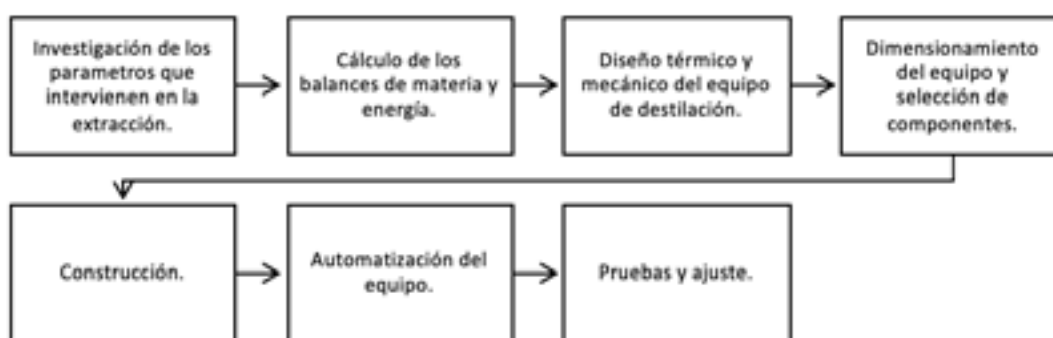 Investigación de los
parametros que
intervienen en la
extracción.
Cálculo de los
balances de materia y
energía.
Diseño térmico y
mecánico del equipo
de destilación.
Dimensionamiento
del equipo y
selección de
componentes.
Construcción.
Automatización del
equipo.
Pruebas y ajuste.